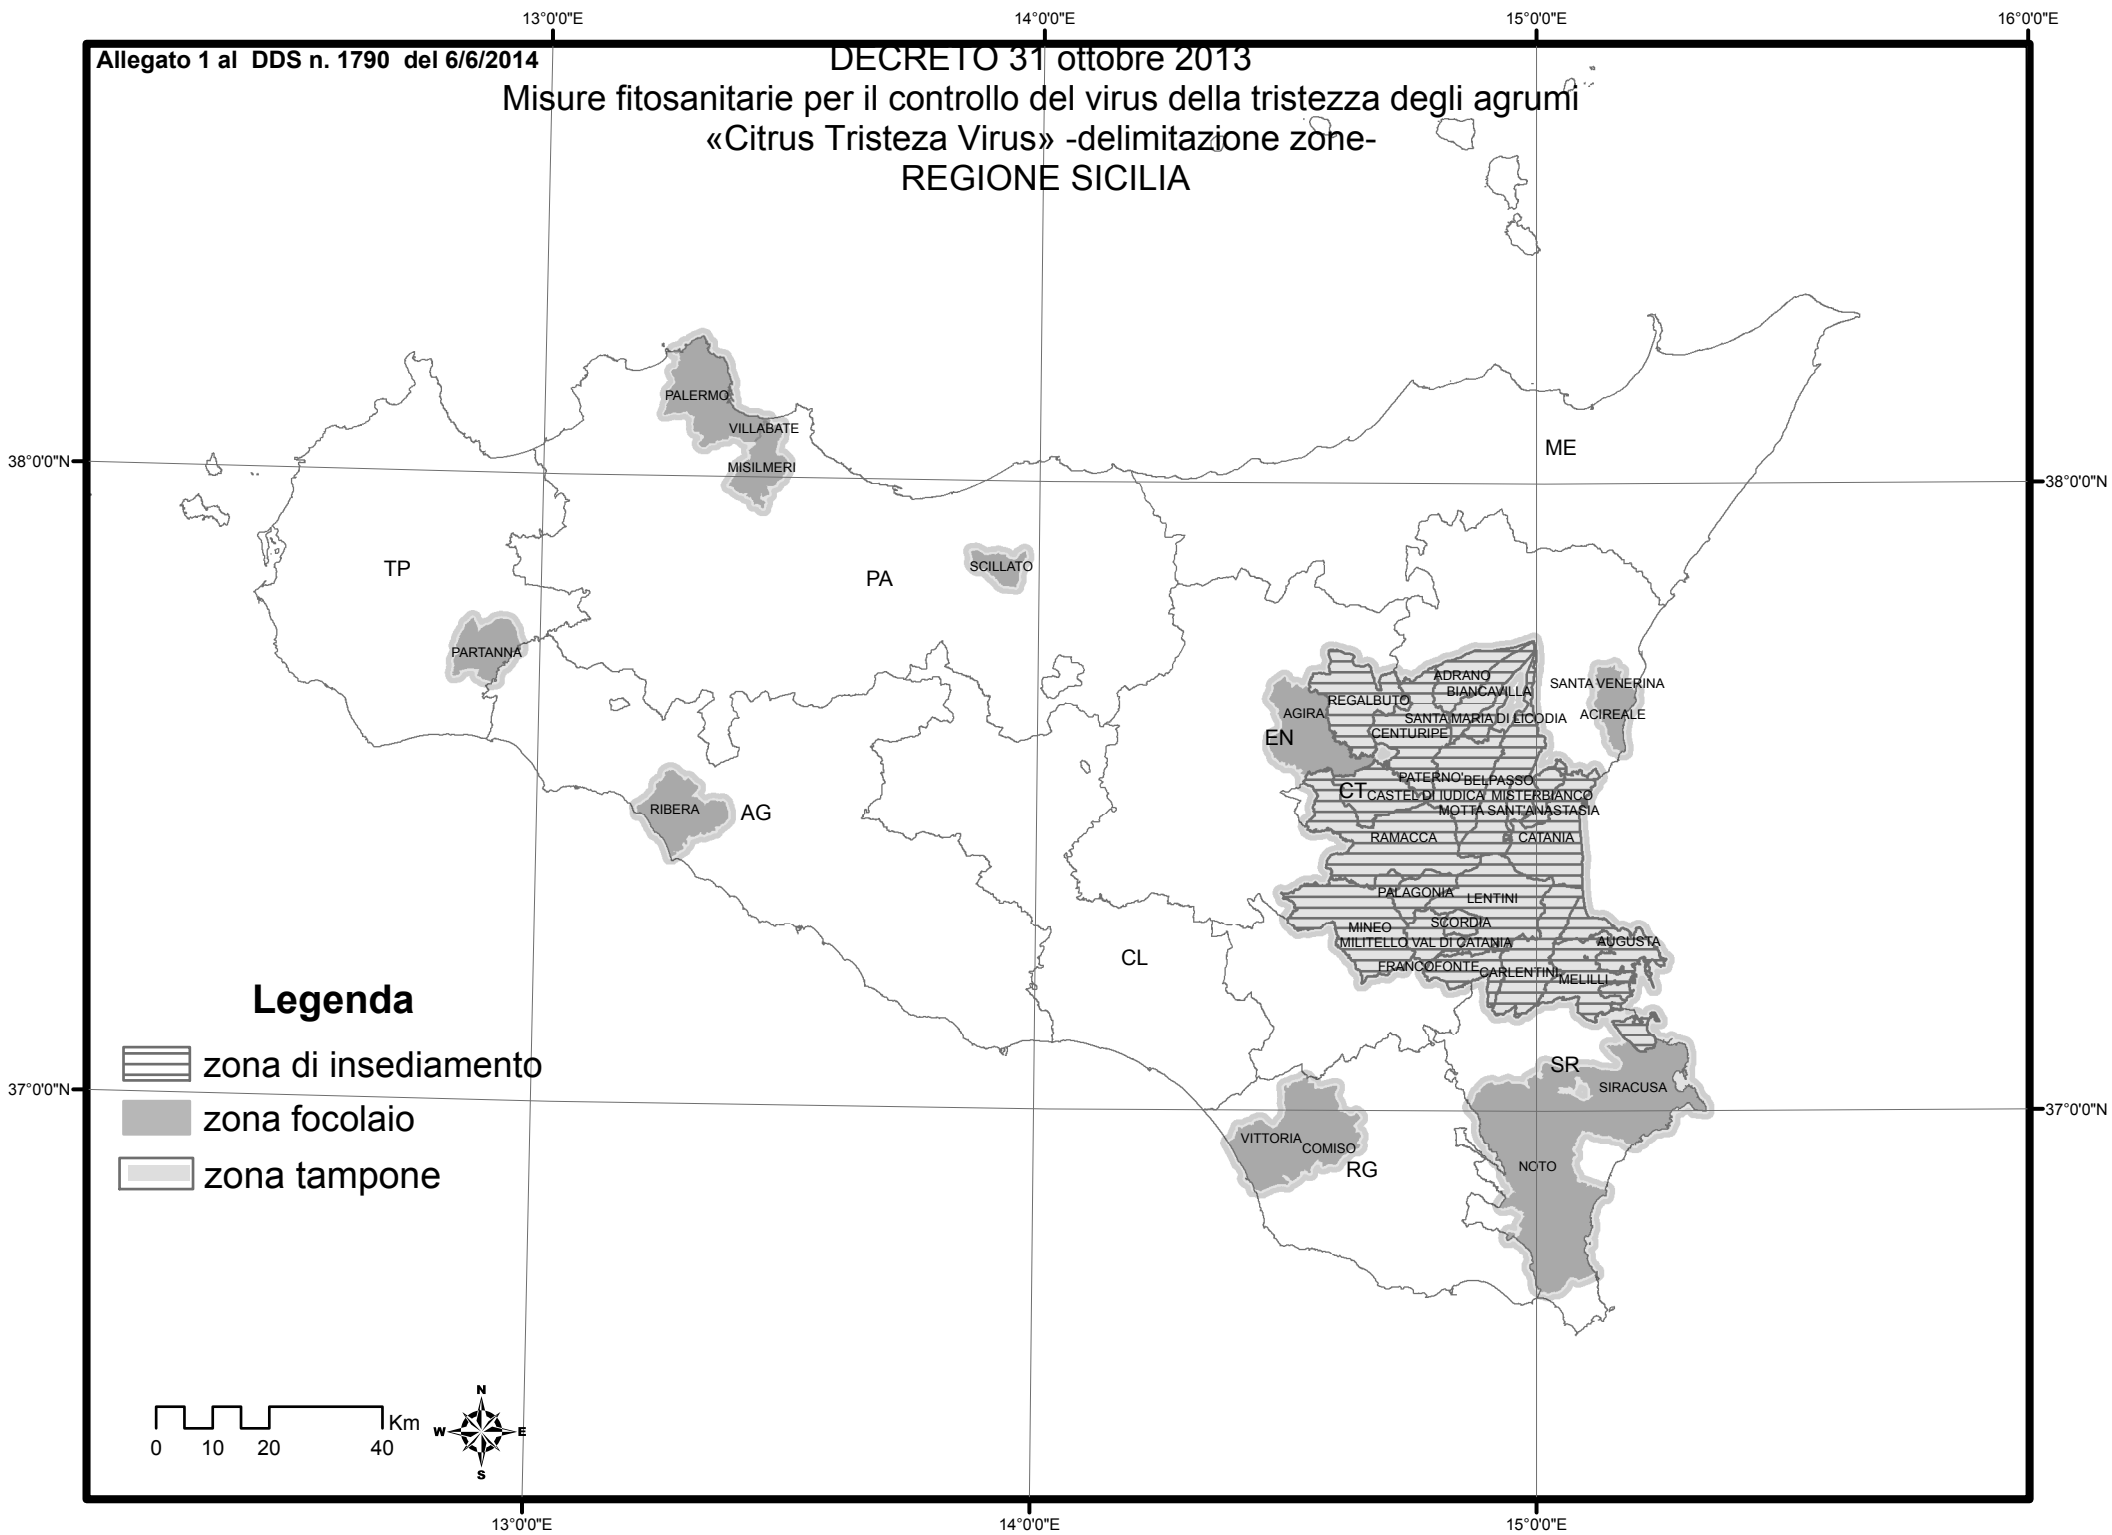 13°0'0"E
14°0'0"E
15°0'0"E
16°0'0"E
Allegato 1 al DDS n. 1790 del 6/6/2014
DECRETO 31 ottobre 2013
Misure fitosanitarie per il controllo del virus della tristezza degli agrumi
«Citrus Tristeza Virus» -delimitazione zone-
REGIONE SICILIA
PALERMO
VILLABATE
MISILMERI
ME
38°0'0"N
38°0'0"N
TP
PA
SCILLATO
PARTANNA
ADRANO
BIANCAVILLA
SANTA VENERINA
REGALBUTO
AGIRA
SANTA MARIA DI LICODIA
ACIREALE
CENTURIPE
EN
PATERNO'
BELPASSO
CT
CASTEL DI IUDICA
MISTERBIANCO
MOTTA SANT'ANASTASIA
RIBERA
AG
RAMACCA
CATANIA
PALAGONIA
LENTINI
SCORDIA
MINEO
MILITELLO VAL DI CATANIA
AUGUSTA
CL
FRANCOFONTE
CARLENTINI
MELILLI
SR
SIRACUSA
37°0'0"N
37°0'0"N
VITTORIA
COMISO
RG
NOTO
Legenda
zona di insediamento
zona focolaio
zona tampone
Km
0 10 20 40
N
W
E
S
13°0'0"E
14°0'0"E
15°0'0"E